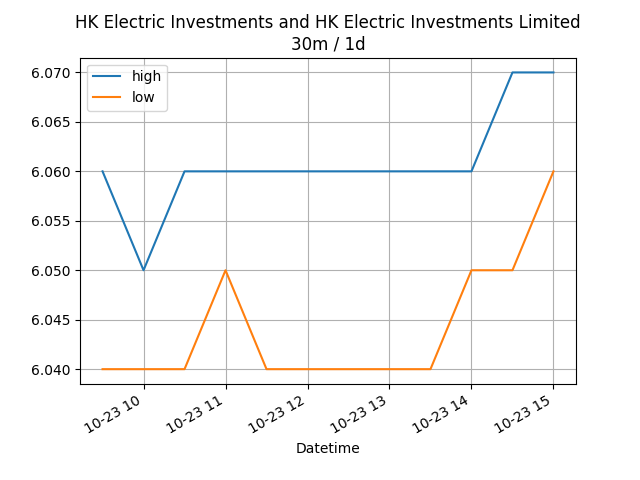 HK Electric Investments and HK Electric Investments Limited
30m / 1d
high
low
6.070
6.065
6.060
6.055
6.050
6.045
6.040
10-23 10
10-23 11
10-23 12
10-23 13
10-23 14
10-23 15
Datetime